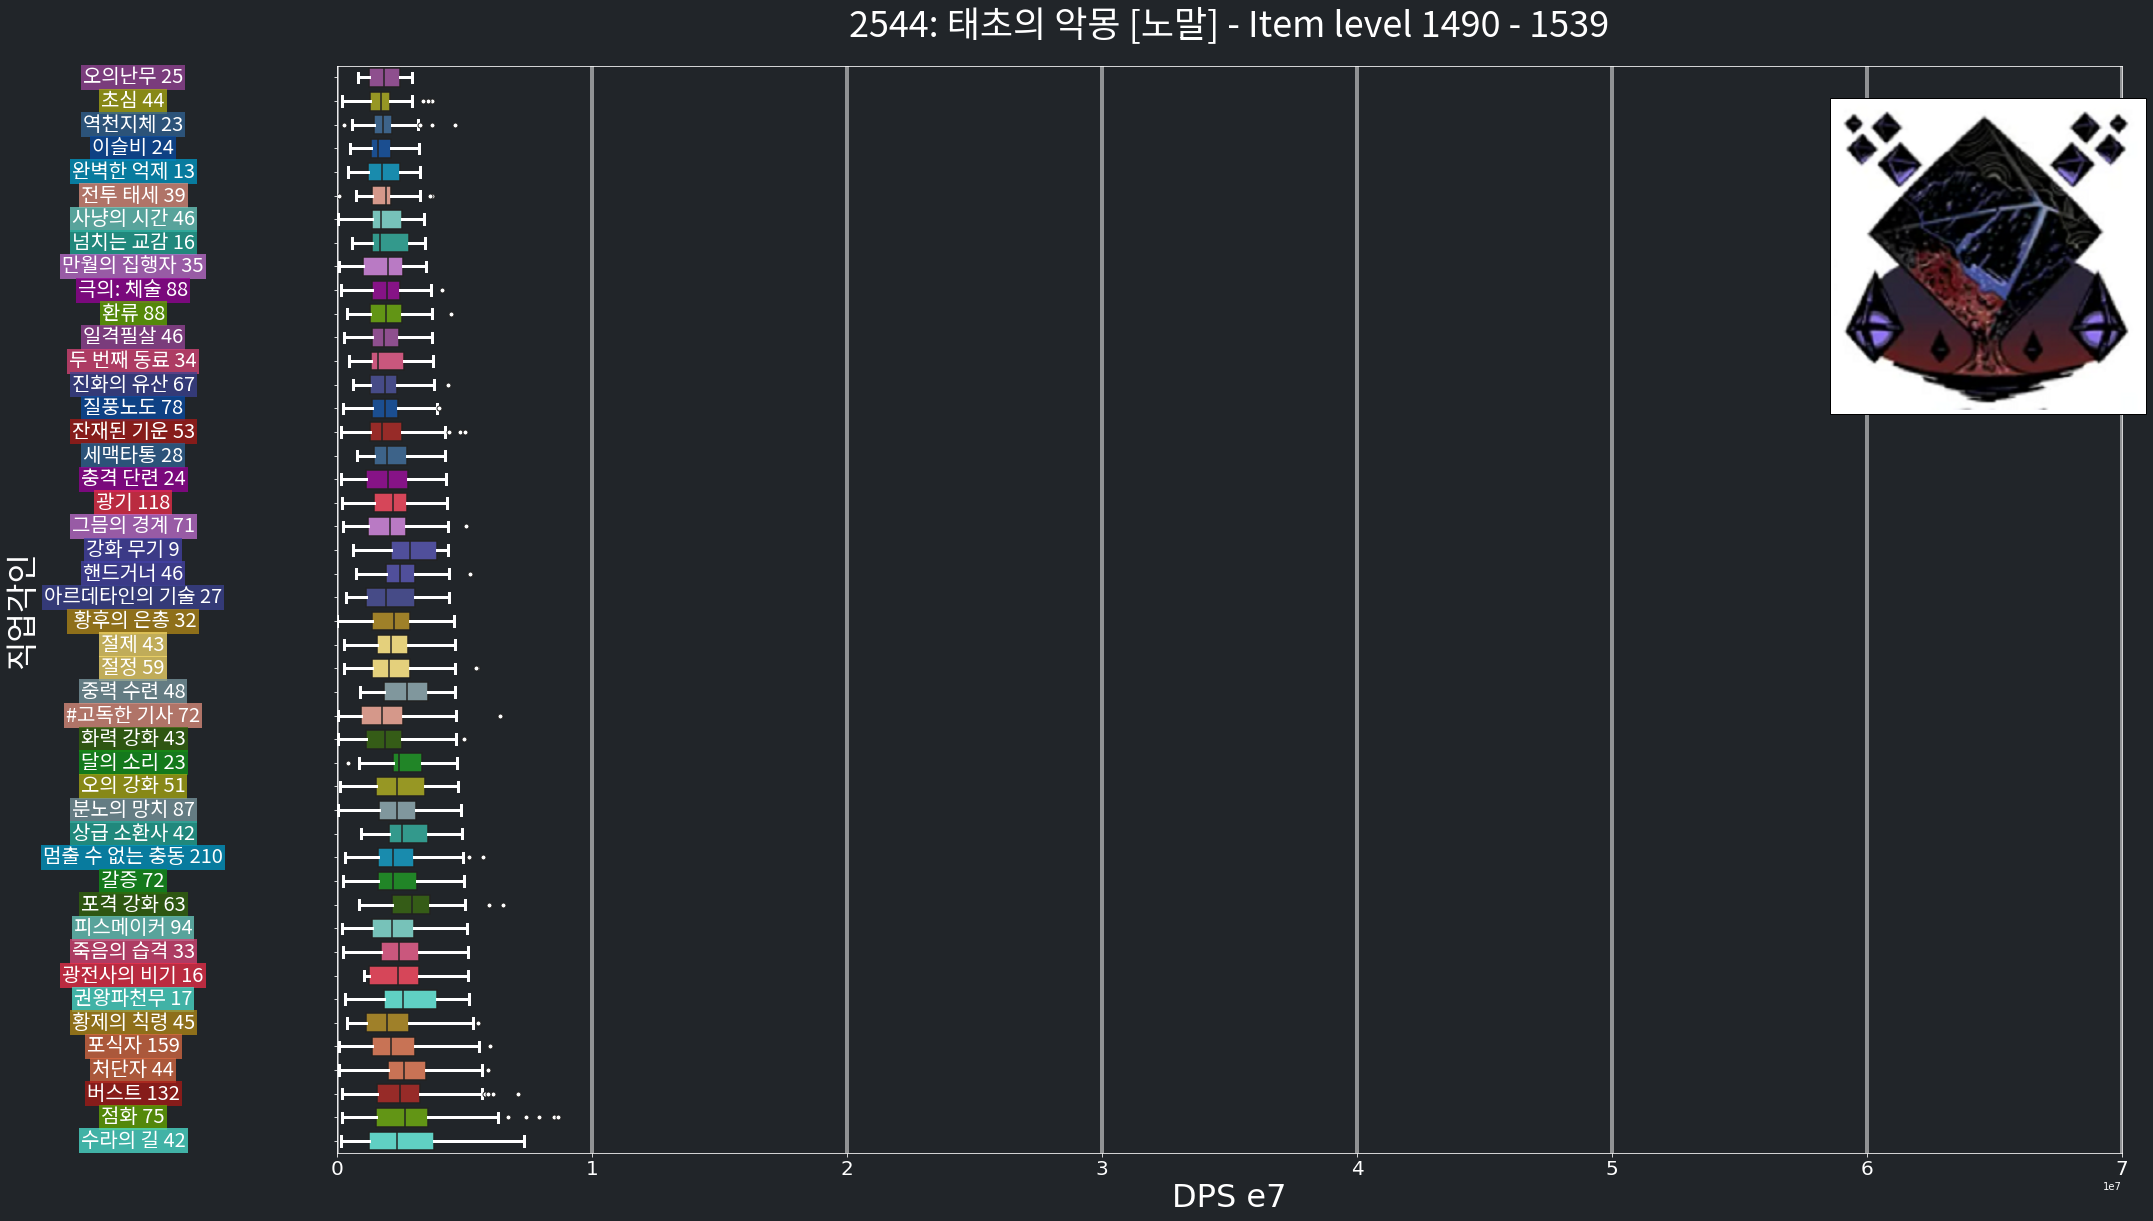 2544: 태초의 악몽 [노말] - Item level 1490 - 1539
직업각인
오의난무 25
초심 44
역천지체 23
이슬비 24
완벽한 억제 13
전투 태세 39
사냥의 시간 46
넘치는 교감 16
만월의 집행자 35
극의: 체술 88
환류 88
일격필살 46
두 번째 동료 34
진화의 유산 67
질풍노도 78
잔재된 기운 53
세맥타통 28
충격 단련 24
광기 118
그믐의 경계 71
강화 무기 9
핸드거너 46
아르데타인의 기술 27
황후의 은총 32
절제 43
절정 59
중력 수련 48
#고독한 기사 72
화력 강화 43
달의 소리 23
오의 강화 51
분노의 망치 87
상급 소환사 42
멈출 수 없는 충동 210
갈증 72
포격 강화 63
피스메이커 94
죽음의 습격 33
광전사의 비기 16
권왕파천무 17
황제의 칙령 45
포식자 159
처단자 44
버스트 132
점화 75
수라의 길 42
0 1 2 3 4 5 6 7
1e7
DPS e7